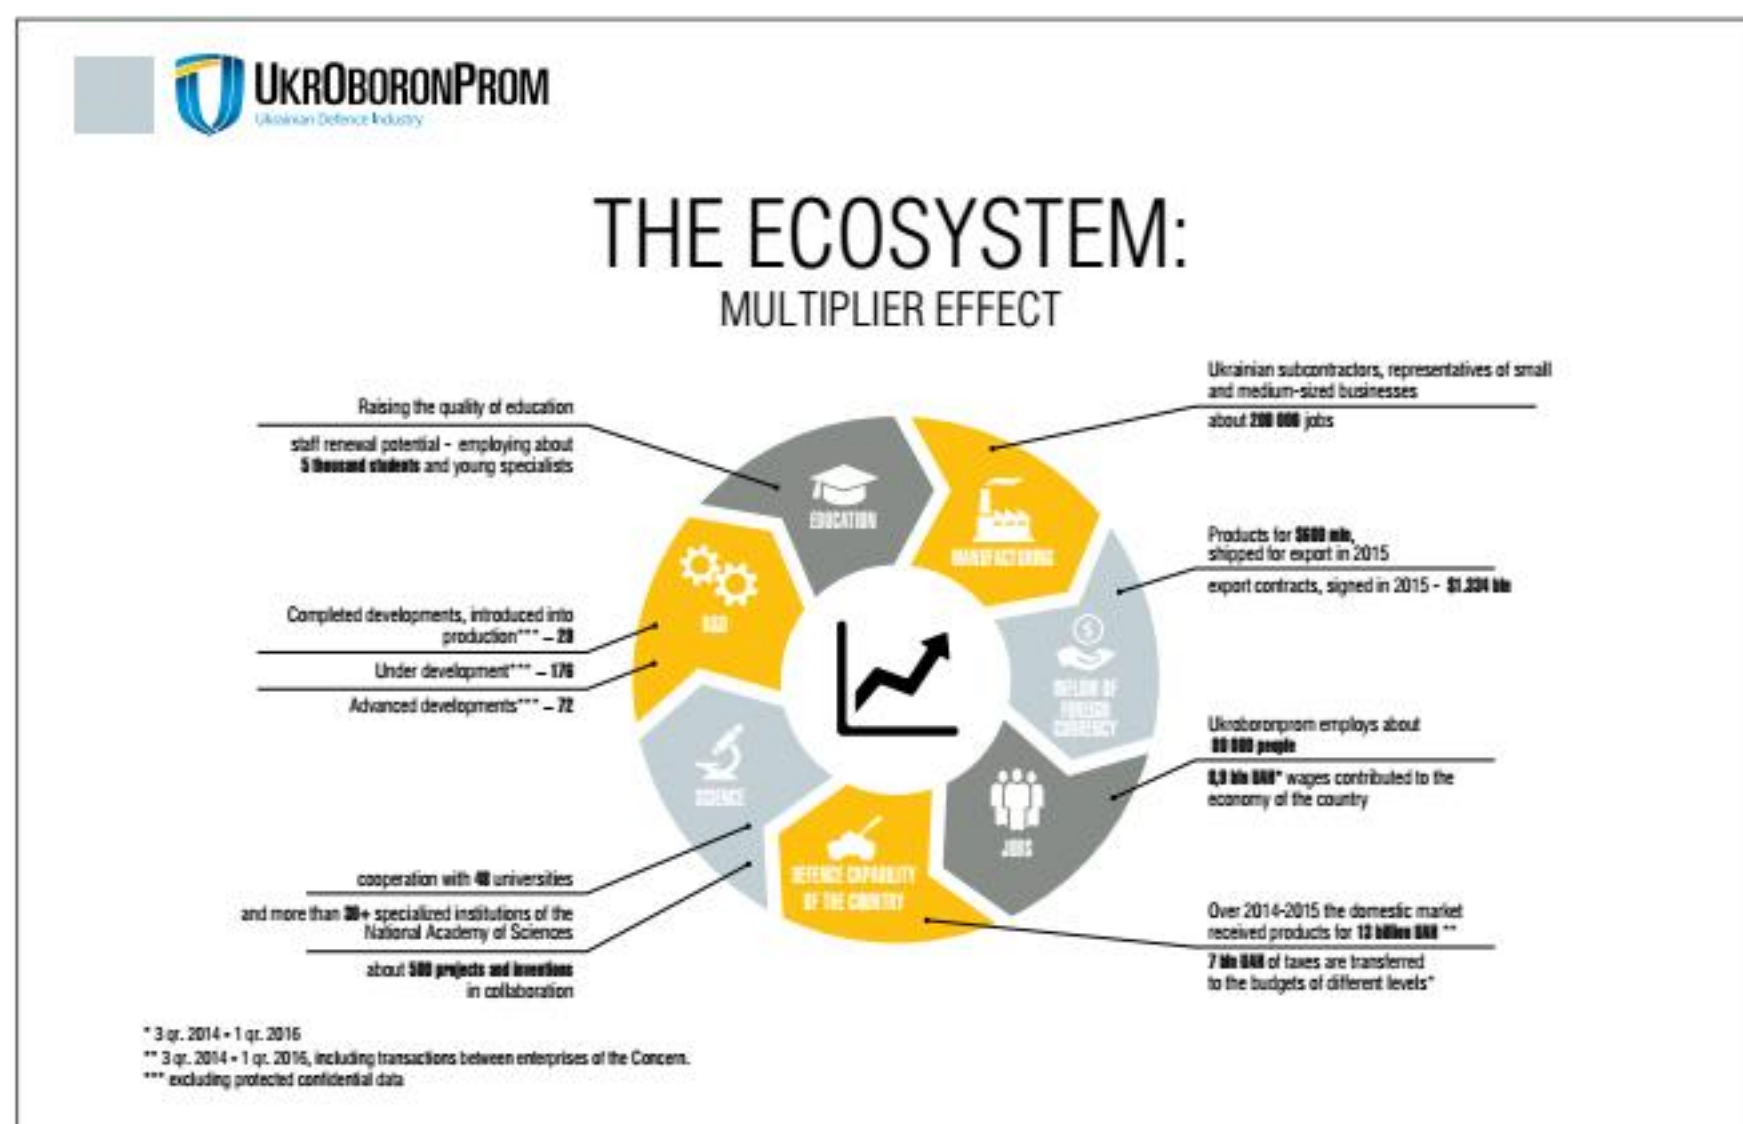 UKROBORONPROM
Ukrainian Defence Industry
THE ECOSYSTEM:
MULTIPLIER EFFECT
Raising the quality of education
staff renewal potential - employing about
5 thousand students and young specialists
Completed developments, introduced into
production*** –
Under development*** – 176
Advanced developments*** – 72
cooperation with universities
and more than specialized institutions of the
National Academy of Sciences
about 500 projects and inventions
in collaboration
EDUCATION
MANUFACTURING
R&D
INFLOW OF
FOREIGN
CURRENCY
SCIENCE
JOBS
DEFENCE CAPABILITY
OF THE COUNTRY
Ukrainian subcontractors, representatives of small
and medium-sized businesses
about 200 000 jobs
Products for mln,
shipped for export in 2015
export contracts, signed in 2015 - $1.334 bln
Ukroboronprom employs about
people
bln UAH* wages contributed to the
economy of the country
Over 2014-2015 the domestic market
received products for 13 billion UAH **
7 bln UAH of taxes are transferred
to the budgets of different levels*
* 3 qr. 2014 - 1 qr. 2016
** 3 qr. 2014 - 1 qr. 2016, including transactions between enterprises of the Concern.
*** excluding protected confidential data